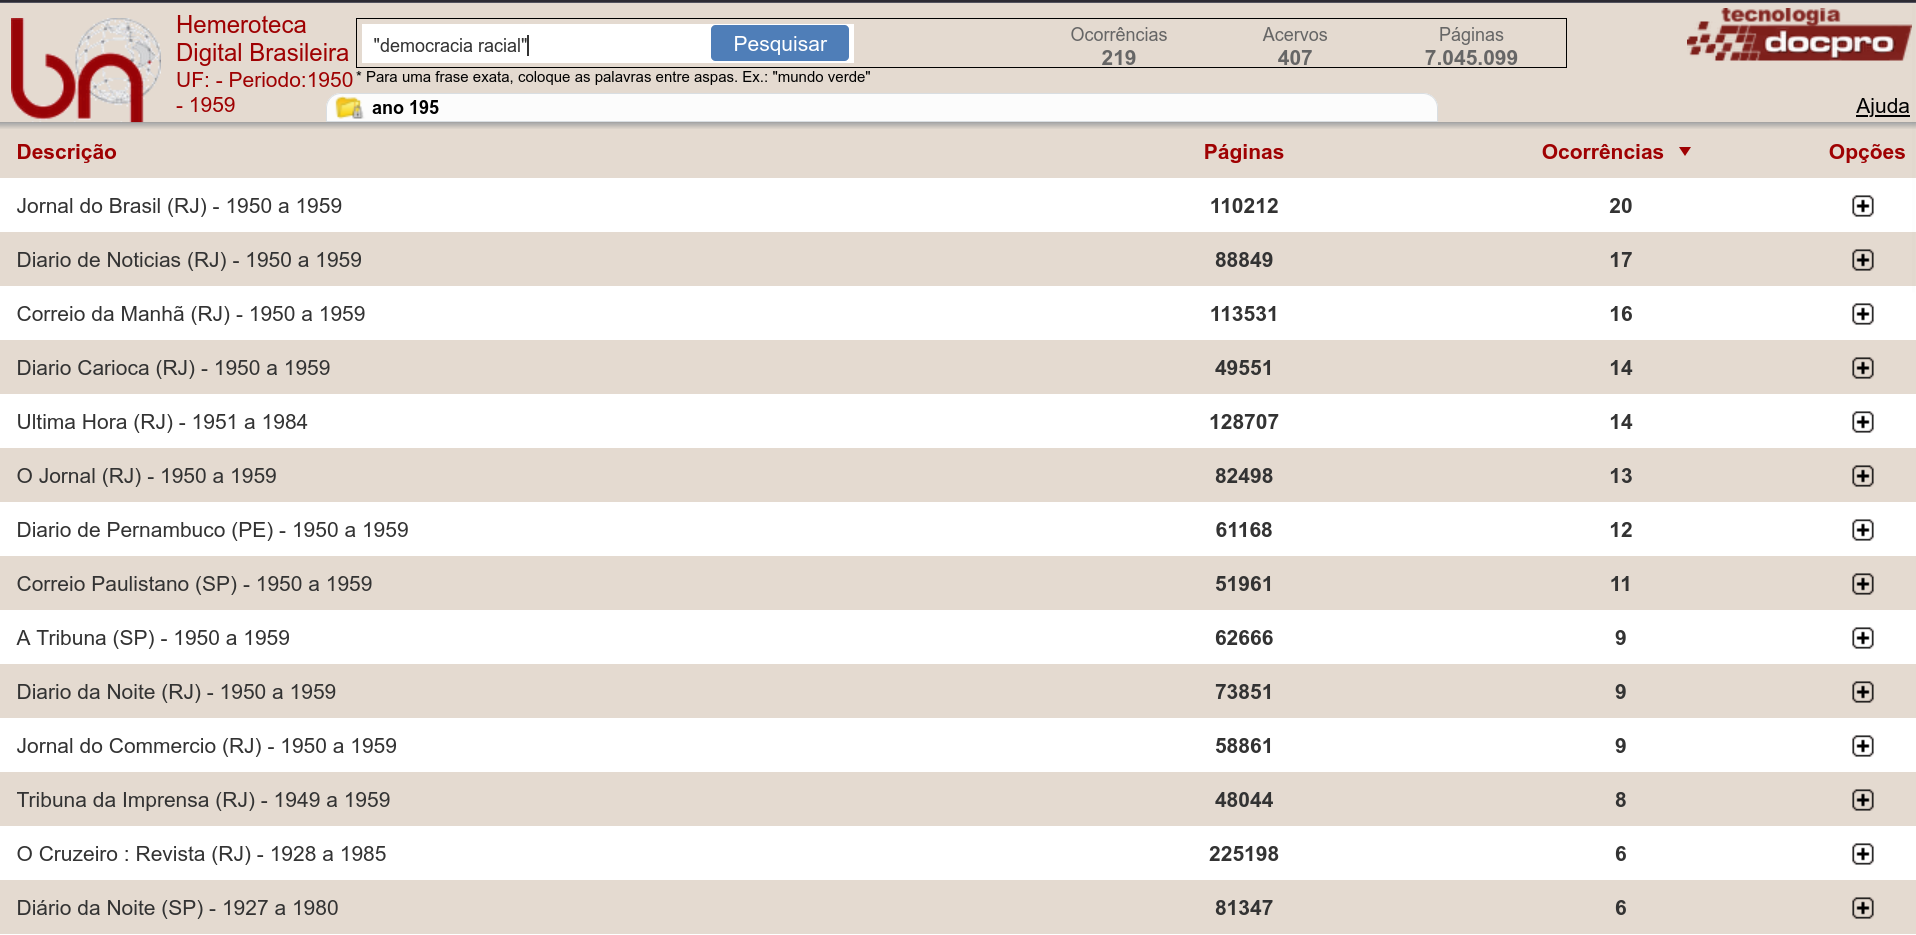 bn
Hemeroteca
Digital Brasileira
UF: - Periodo:1950
- 1959
"democracia racial"
Pesquisar
Ocorrências Acervos Páginas
219 407 7.045.099
* Para uma frase exata, coloque as palavras entre aspas. Ex.: "mundo verde"
tecnologia
docpro
ano 195
Ajuda
Descrição Páginas Ocorrências Opções
Jornal do Brasil (RJ) - 1950 a 1959 110212 20
Diario de Noticias (RJ) - 1950 a 1959 88849 17
Correio da Manhã (RJ) - 1950 a 1959 113531 16
Diario Carioca (RJ) - 1950 a 1959 49551 14
Ultima Hora (RJ) - 1951 a 1984 128707 14
O Jornal (RJ) - 1950 a 1959 82498 13
Diario de Pernambuco (PE) - 1950 a 1959 61168 12
Correio Paulistano (SP) - 1950 a 1959 51961 11
A Tribuna (SP) - 1950 a 1959 62666 9
Diario da Noite (RJ) - 1950 a 1959 73851 9
Jornal do Commercio (RJ) - 1950 a 1959 58861 9
Tribuna da Imprensa (RJ) - 1949 a 1959 48044 8
O Cruzeiro : Revista (RJ) - 1928 a 1985 225198 6
Diário da Noite (SP) - 1927 a 1980 81347 6